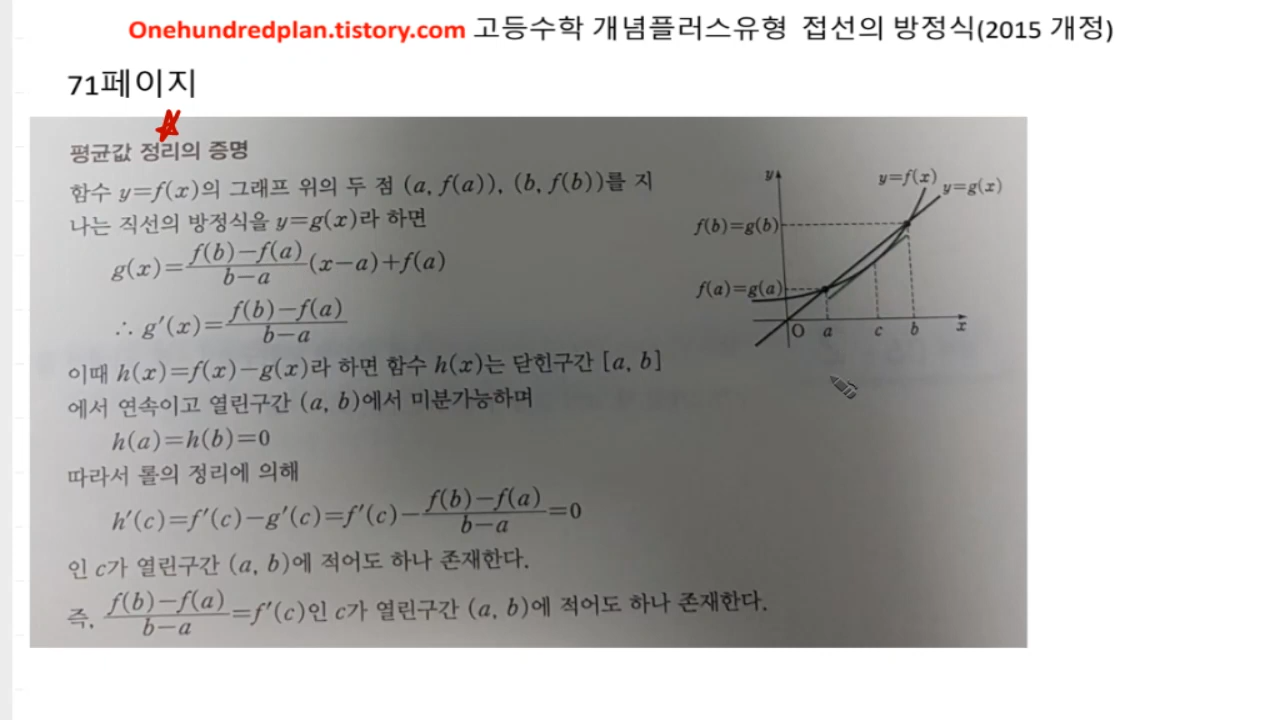 Onehundredplan.tistory.com 고등수학 개념플러스유형 접선의 방정식(2015 개정)
71페이지
평균값 정리의 증명
함수 y=f(x)의 그래프 위의 두 점 (a, f(a)), (b, f(b))를 지
나는 직선의 방정식을 y=g(x)라 하면
g(x)=\frac{f(b)-f(a)}{b-a}(x-a)+f(a)
∴ g′(x)=\frac{f(b)-f(a)}{b-a}
이때 h(x)=f(x)-g(x)라 하면 함수 h(x)는 닫힌구간 [a, b]
에서 연속이고 열린구간 (a, b)에서 미분가능하며
h(a)=h(b)=0
따라서 롤의 정리에 의해
h′(c)=f′(c)-g′(c)=f′(c)-\frac{f(b)-f(a)}{b-a}=0
인 c가 열린구간 (a, b)에 적어도 하나 존재한다.
즉, \frac{f(b)-f(a)}{b-a}=f′(c)인 c가 열린구간 (a, b)에 적어도 하나 존재한다.
y
y=f(x)
y=g(x)
f(b)=g(b)
f(a)=g(a)
O a c b x